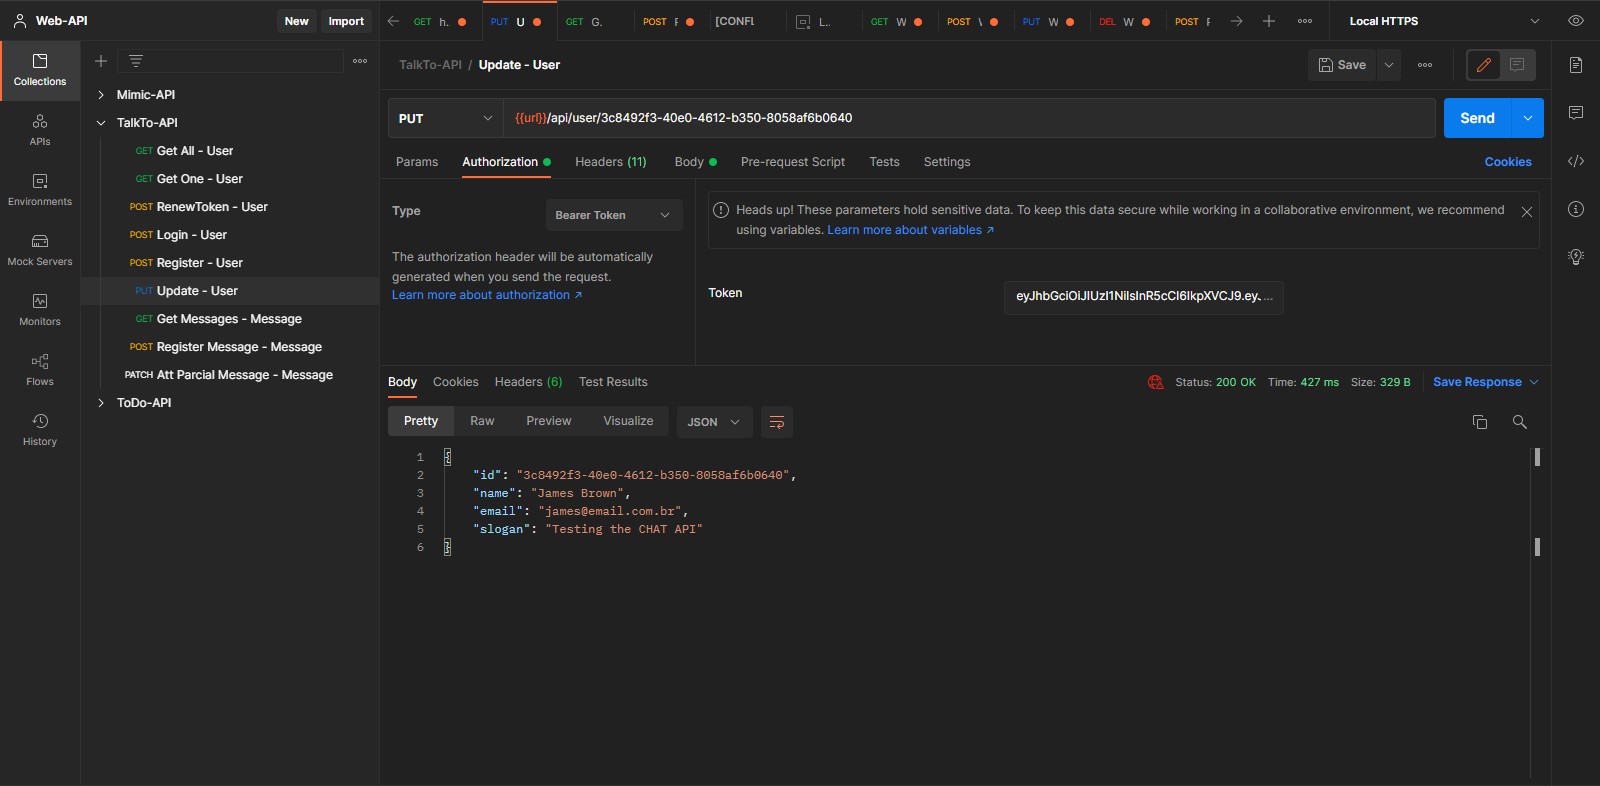 Web-API
New
Import
GET h.
PUT U
GET G.
POST F
[CONFI
L..
GET W
POST \
PUT W
DEL W
POST F
Local HTTPS
Collections
APIs
Environments
Mock Servers
Monitors
Flows
History
Mimic-API
TalkTo-API
GET Get All - User
GET Get One - User
POST RenewToken - User
POST Login - User
POST Register - User
PUT Update - User
GET Get Messages - Message
POST Register Message - Message
PATCH Att Parcial Message - Message
ToDo-API
TalkTo-API / Update - User
Save
PUT
{{url}}/api/user/3c8492f3-40e0-4612-b350-8058af6b0640
Send
Params
Authorization
Headers (11)
Body
Pre-request Script
Tests
Settings
Cookies
Type
Bearer Token
The authorization header will be automatically
generated when you send the request.
Learn more about authorization ↗
Heads up! These parameters hold sensitive data. To keep this data secure while working in a collaborative environment, we recommend
using variables. Learn more about variables ↗
Token
eyJhbGciOiJIUzI1NiIsInR5cCI6IkpXVCJ9.ey...
Body
Cookies
Headers (6)
Test Results
Status: 200 OK
Time: 427 ms
Size: 329 B
Save Response
Pretty
Raw
Preview
Visualize
JSON
1 {
2 "id": "3c8492f3-40e0-4612-b350-8058af6b0640",
3 "name": "James Brown",
4 "email": "james@email.com.br",
5 "slogan": "Testing the CHAT API"
6 }